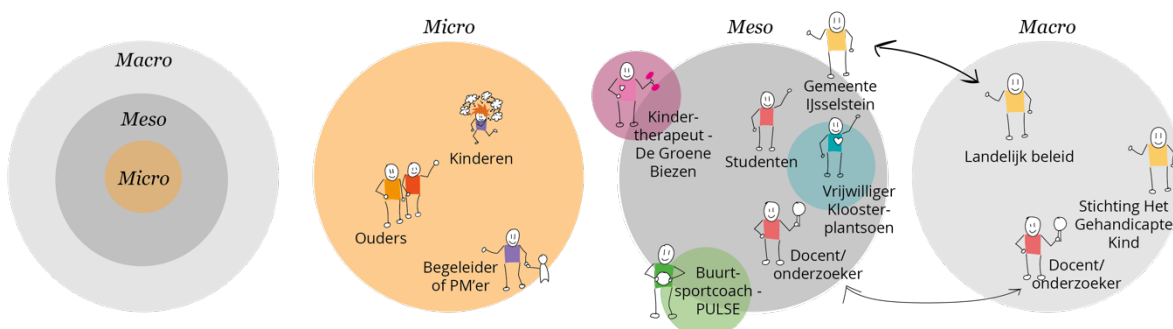 Macro
Meso
Micro
Micro
Kinderen
Ouders
Begeleider
of PM'er
Meso
Gemeente
IJsselstein
Kinder-
therapeut -
De Groene
Biezen
Studenten
Vrijwilliger
Klooster-
plantsoen
Docent/
onderzoeker
Buurt-
sportcoach -
PULSE
Macro
Landelijk beleid
Stichting Het
Gehandicapte
Kind
Docent/
onderzoeker